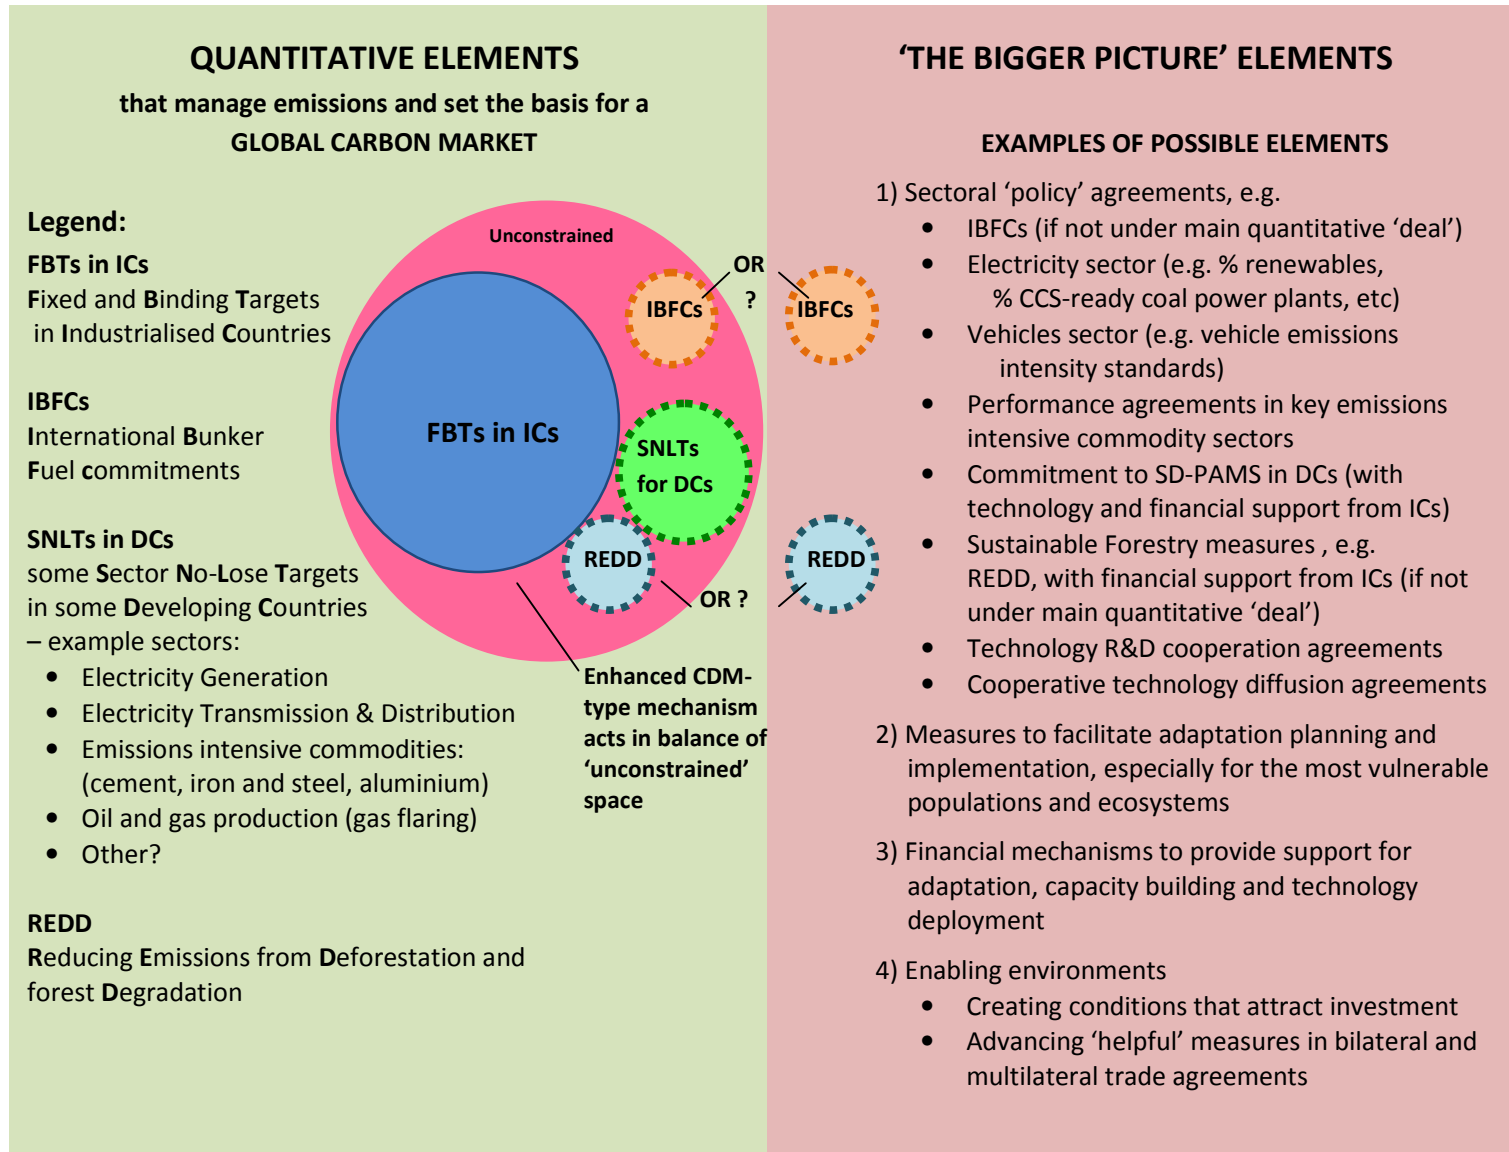 QUANTITATIVE ELEMENTS
that manage emissions and set the basis for a
GLOBAL CARBON MARKET
Legend:
FBTs in ICs
Fixed and Binding Targets
in Industrialised Countries
IBFCs
International Bunker
Fuel commitments
SNLTs in DCs
some Sector No-Lose Targets
in some Developing Countries
– example sectors:
• Electricity Generation
• Electricity Transmission & Distribution
• Emissions intensive commodities:
(cement, iron and steel, aluminium)
• Oil and gas production (gas flaring)
• Other?
REDD
Reducing Emissions from Deforestation and
forest Degradation
Unconstrained
FBTs in ICs
IBFCs
OR
?
IBFCs
SNLTs
for DCs
REDD
OR ?
REDD
Enhanced CDM-
type mechanism
acts in balance of
‘unconstrained’
space
‘THE BIGGER PICTURE’ ELEMENTS
EXAMPLES OF POSSIBLE ELEMENTS
1) Sectoral ‘policy’ agreements, e.g.
• IBFCs (if not under main quantitative ‘deal’)
• Electricity sector (e.g. % renewables,
% CCS-ready coal power plants, etc)
• Vehicles sector (e.g. vehicle emissions
intensity standards)
• Performance agreements in key emissions
intensive commodity sectors
• Commitment to SD-PAMS in DCs (with
technology and financial support from ICs)
• Sustainable Forestry measures , e.g.
REDD, with financial support from ICs (if not
under main quantitative ‘deal’)
• Technology R&D cooperation agreements
• Cooperative technology diffusion agreements
2) Measures to facilitate adaptation planning and
implementation, especially for the most vulnerable
populations and ecosystems
3) Financial mechanisms to provide support for
adaptation, capacity building and technology
deployment
4) Enabling environments
• Creating conditions that attract investment
• Advancing ‘helpful’ measures in bilateral and
multilateral trade agreements